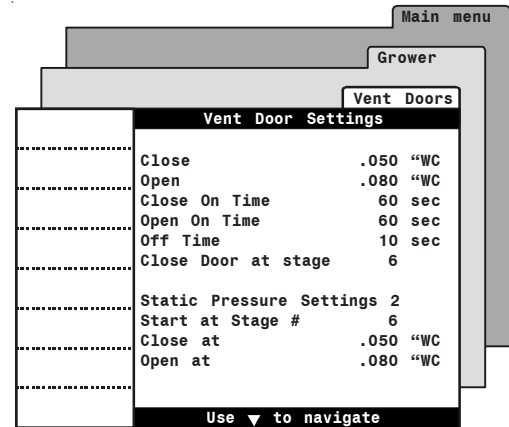 Main menu
Grower
Vent Doors
Vent Door Settings
Close .050 “WC
Open .080 “WC
Close On Time 60 sec
Open On Time 60 sec
Off Time 10 sec
Close Door at stage 6
Static Pressure Settings 2
Start at Stage # 6
Close at .050 “WC
Open at .080 “WC
Use ▼ to navigate